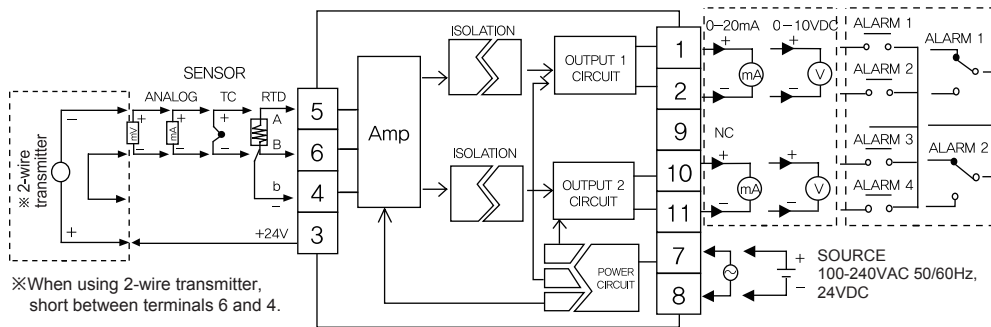 SENSOR
ANALOG
TC
RTD
※ 2-wire
transmitter
mV
mA
A
B
b
+24V
5
6
4
3
Amp
ISOLATION
ISOLATION
OUTPUT 1
CIRCUIT
OUTPUT 2
CIRCUIT
POWER
CIRCUIT
1
2
9
10
11
7
8
0-20mA
0-10VDC
mA
V
NC
mA
V
ALARM 1
ALARM 2
ALARM 3
ALARM 4
ALARM 1
ALARM 2
SOURCE
100-240VAC 50/60Hz,
24VDC
※When using 2-wire transmitter,
short between terminals 6 and 4.